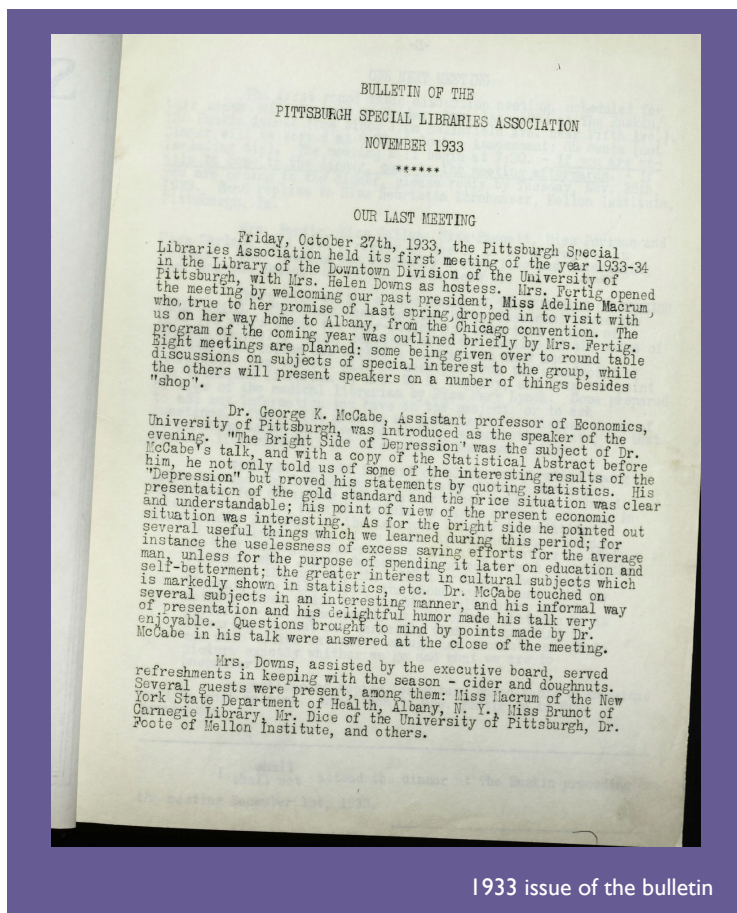 BULLETIN OF THE
PITTSBURGH SPECIAL LIBRARIES ASSOCIATION
NOVEMBER 1933
******
OUR LAST MEETING
Friday, October 27th, 1933, the Pittsburgh Special
Libraries Association held its first meeting of the year 1933-34
in the Library of the Downtown Division of the University of
Pittsburgh, with Mrs. Helen Downs as hostess. Mrs. Fertig opened
the meeting by welcoming our past president, Miss Adeline Macrum,
who, true to her promise of last spring, dropped in to visit with
us on her way home to Albany, from the Chicago convention. The
program of the coming year was outlined briefly by Mrs. Fertig.
Eight meetings are planned: some being given over to round table
discussions on subjects of special interest to the group, while
the others will present speakers on a number of things besides
"shop".
Dr. George K. McCabe, Assistant professor of Economics,
University of Pittsburgh, was introduced as the speaker of the
evening. "The Bright Side of Depression" was the subject of Dr.
McCabe's talk, and with a copy of the Statistical Abstract before
him, he not only told us of some of the interesting results of the
"Depression" but proved his statements by quoting statistics. His
presentation of the gold standard and the price situation was clear
and understandable; his point of view of the present economic
situation was interesting. As for the bright side he pointed out
several useful things which we learned during this period; for
instance the uselessness of excess saving efforts for the average
man, unless for the purpose of spending it later on education and
self-betterment; the greater interest in cultural subjects which
is markedly shown in statistics, etc. Dr. McCabe touched on
several subjects in an interesting manner, and his informal way
of presentation and his delightful humor made his talk very
enjoyable. Questions brought to mind by points made by Dr.
McCabe in his talk were answered at the close of the meeting.
Mrs. Downs, assisted by the executive board, served
refreshments in keeping with the season - cider and doughnuts.
Several guests were present, among them: Miss Macrum of the New
York State Department of Health, Albany, N. Y., Miss Brunot of
Carnegie Library, Mr. Dice of the University of Pittsburgh, Dr.
Foote of Mellon Institute, and others.
1933 issue of the bulletin